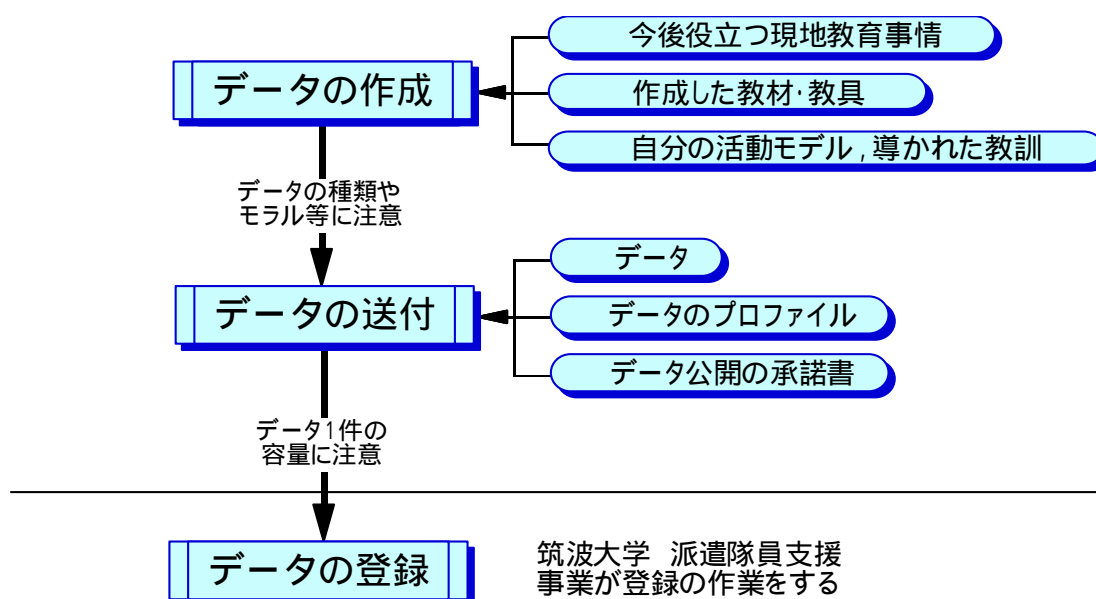 今後役立つ現地教育事情
データの作成
作成した教材・教具
自分の活動モデル,導かれた教訓
データの種類や
モラル等に注意
データ
データの送付
データのプロファイル
データ公開の承諾書
データ1件の
容量に注意
データの登録
筑波大学 派遣隊員支援
事業が登録の作業をする